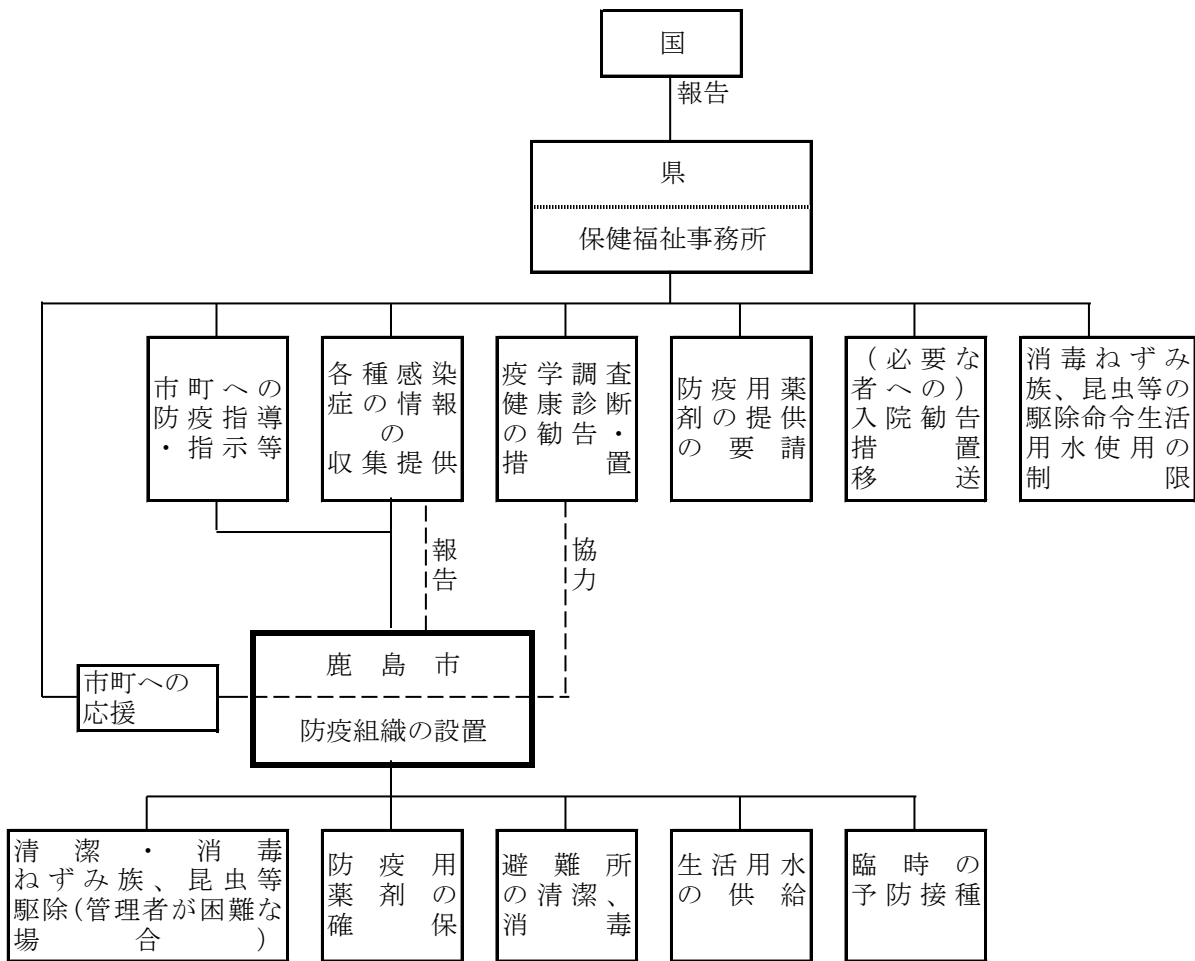 国
報告
県
保健福祉事務所
市町への
防疫指導
・指示等
各種感染
症の情報
の
収集提供
疫学調査
健康診断
の勧告・
措置
防疫用薬
剤の提供
の要請
（必要な
者への）
入院勧告
措置
移送
消毒ねずみ
族、昆虫等の
駆除命令生活
用水使用の
制限
報告
協力
市町への
応援
鹿島市
防疫組織の設置
清潔・消毒
ねずみ族、昆虫等
駆除(管理者が困難な
場合)
防疫用
薬剤の
確保
避難所
の清潔、
消毒
生活用水
の供給
臨時の
予防接種